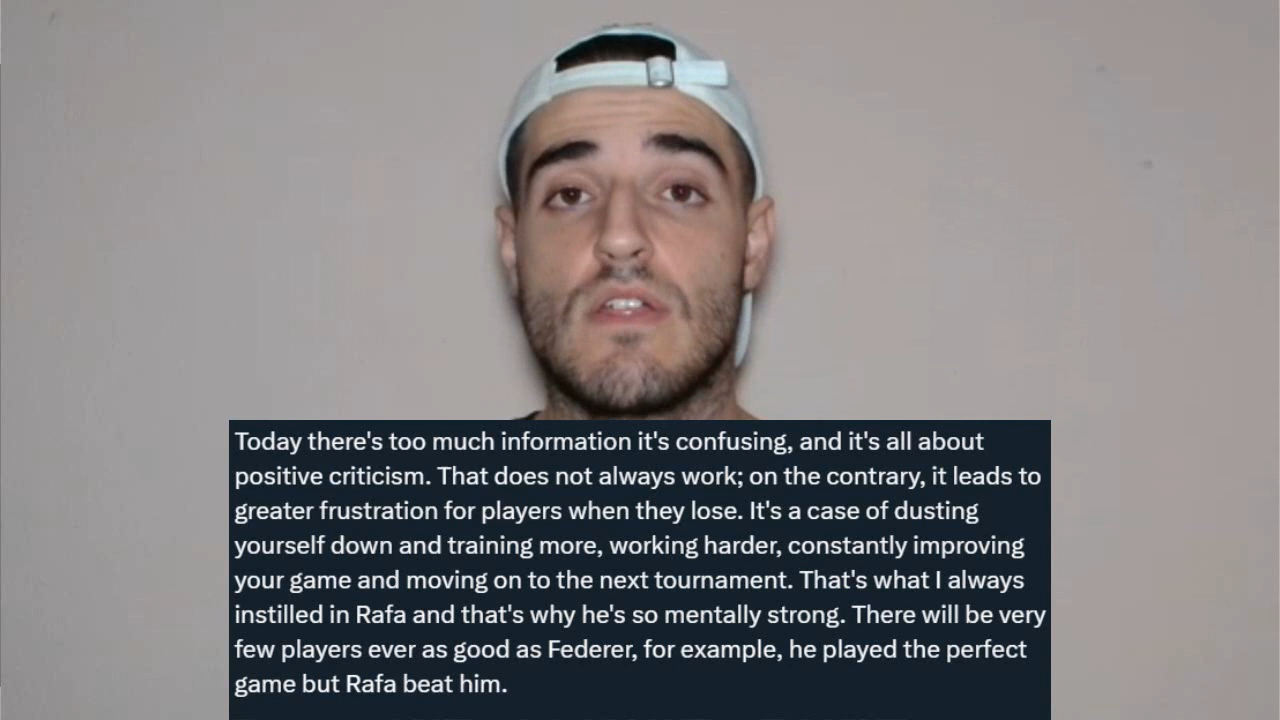 Today there's too much information it's confusing, and it's all about
positive criticism. That does not always work; on the contrary, it leads to
greater frustration for players when they lose. It's a case of dusting
yourself down and training more, working harder, constantly improving
your game and moving on to the next tournament. That's what I always
instilled in Rafa and that's why he's so mentally strong. There will be very
few players ever as good as Federer, for example, he played the perfect
game but Rafa beat him.